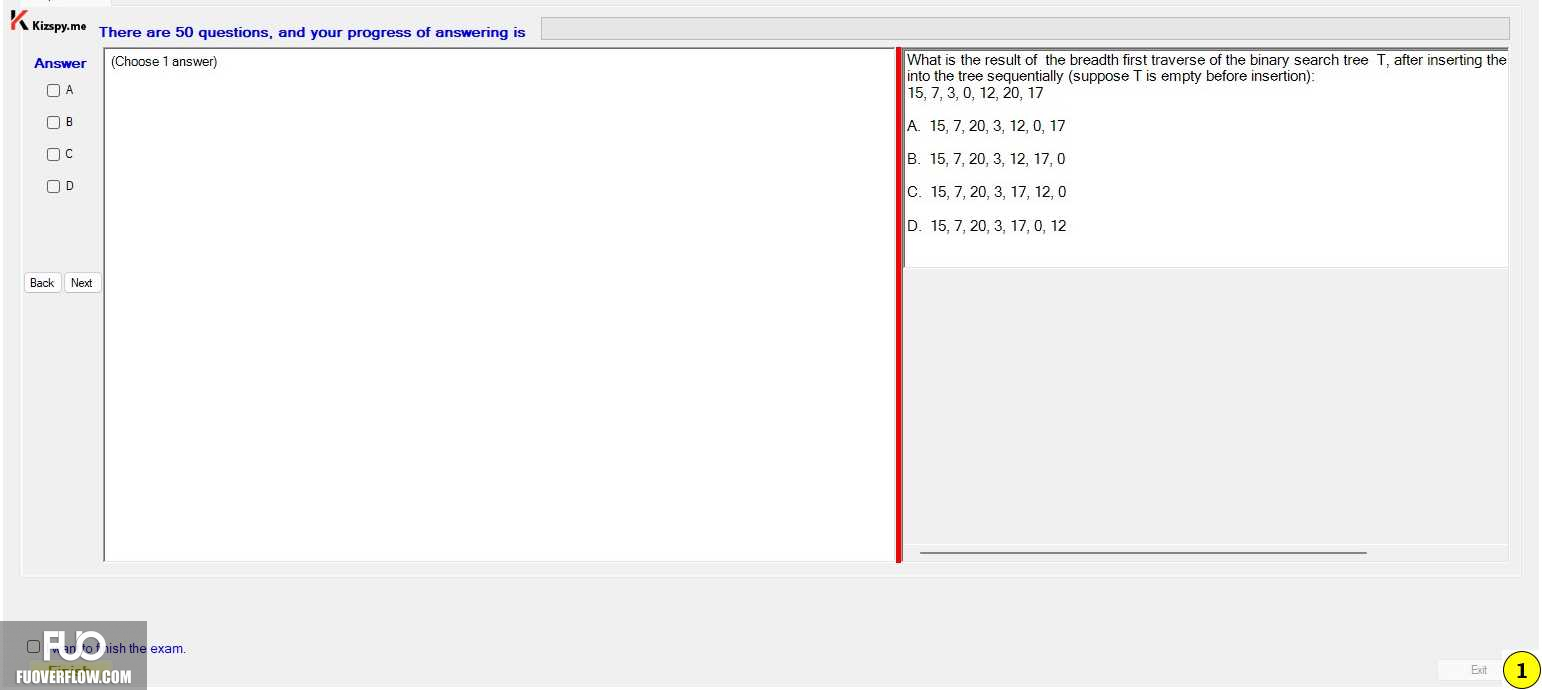 Kizspy.me
There are 50 questions, and your progress of answering is
Answer
(Choose 1 answer)
A
B
C
D
Back
Next
What is the result of the breadth first traverse of the binary search tree T, after inserting the
into the tree sequentially (suppose T is empty before insertion):
15, 7, 3, 0, 12, 20, 17
A. 15, 7, 20, 3, 12, 0, 17
B. 15, 7, 20, 3, 12, 17, 0
C. 15, 7, 20, 3, 17, 12, 0
D. 15, 7, 20, 3, 17, 0, 12
I want to finish the exam.
Finish
FUO
FUOVERFLOW.COM
Exit
1